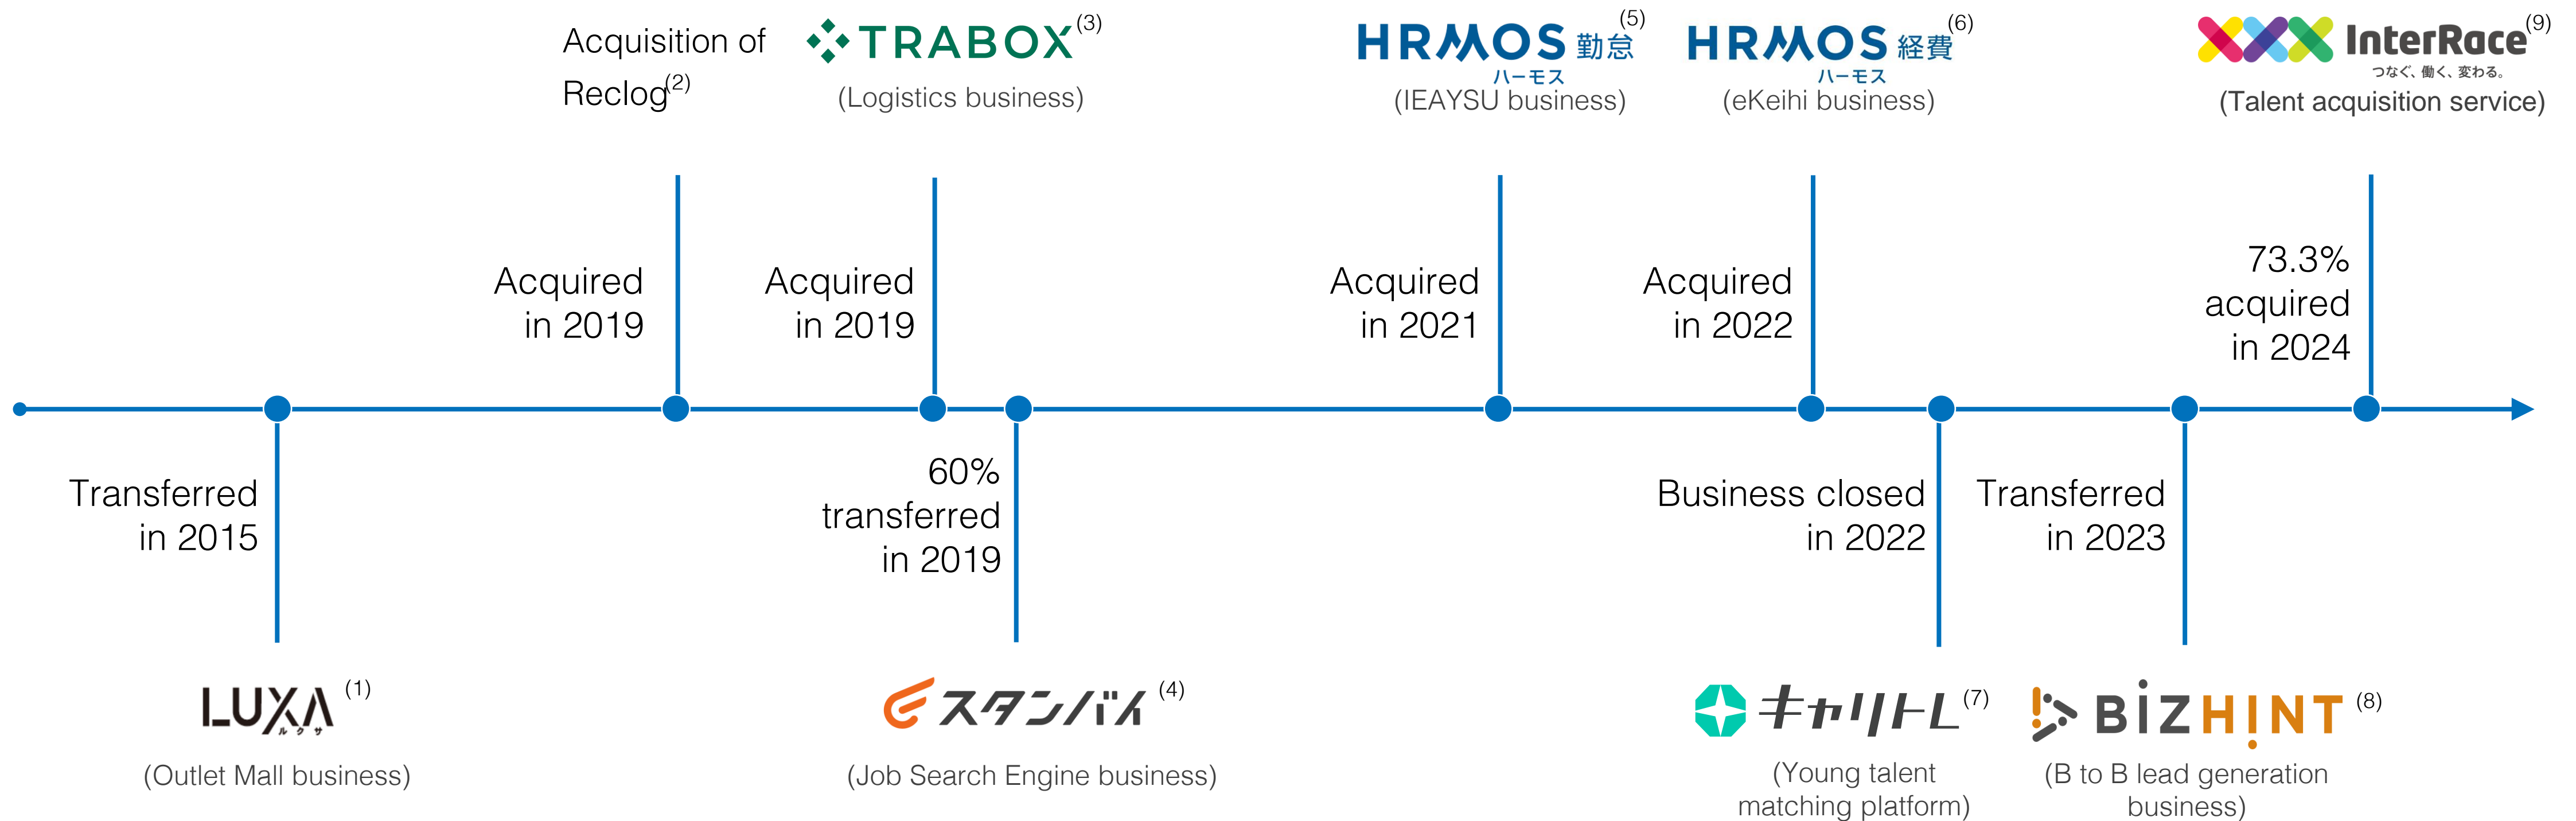 Acquisition of
Reclog(2)
TRABOX(3)
(Logistics business)
HRMOS 勤怠(5)
ハーモス
(IEAYSU business)
HRMOS 経費(6)
ハーモス
(eKeihi business)
InterRace(9)
つなぐ、働く、変わる。
(Talent acquisition service)
Acquired
in 2019
Acquired
in 2019
Acquired
in 2021
Acquired
in 2022
73.3%
acquired
in 2024
Transferred
in 2015
60%
transferred
in 2019
Business closed
in 2022
Transferred
in 2023
LUXA(1)
ルクサ
(Outlet Mall business)
スタンバイ(4)
(Job Search Engine business)
キャリトレ(7)
(Young talent
matching platform)
BIZHINT(8)
(B to B lead generation
business)